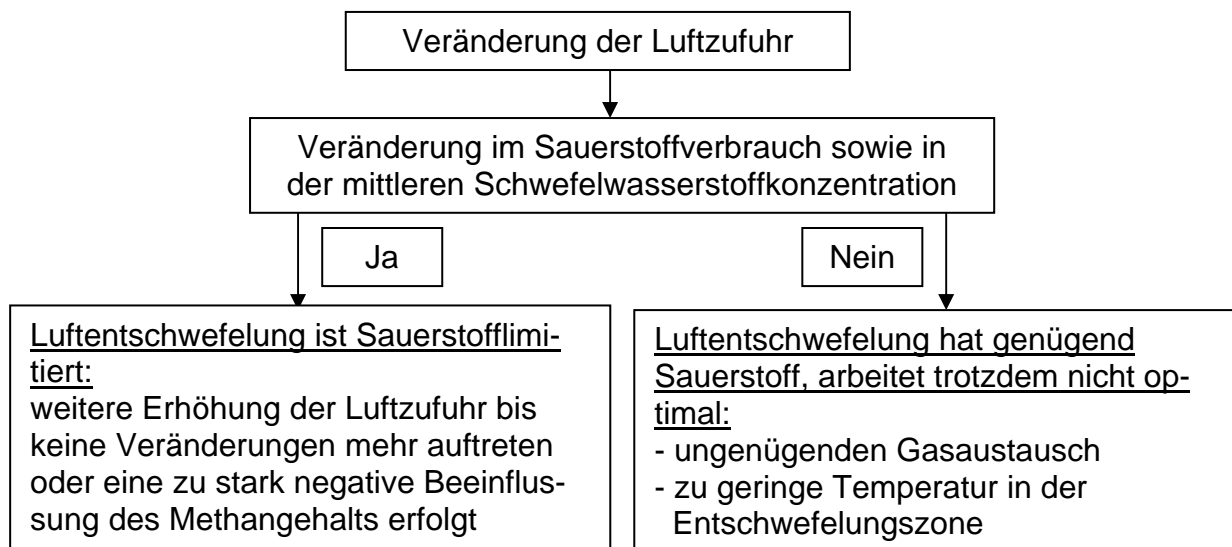 Veränderung der Luftzufuhr
Veränderung im Sauerstoffverbrauch sowie in
der mittleren Schwefelwasserstoffkonzentration
Ja
Nein
Luftentschwefelung ist Sauerstofflimi-
tiert:
weitere Erhöhung der Luftzufuhr bis
keine Veränderungen mehr auftreten
oder eine zu stark negative Beeinflus-
sung des Methangehalts erfolgt
Luftentschwefelung hat genügend
Sauerstoff, arbeitet trotzdem nicht op-
timal:
- ungenügenden Gasaustausch
- zu geringe Temperatur in der
Entschwefelungszone